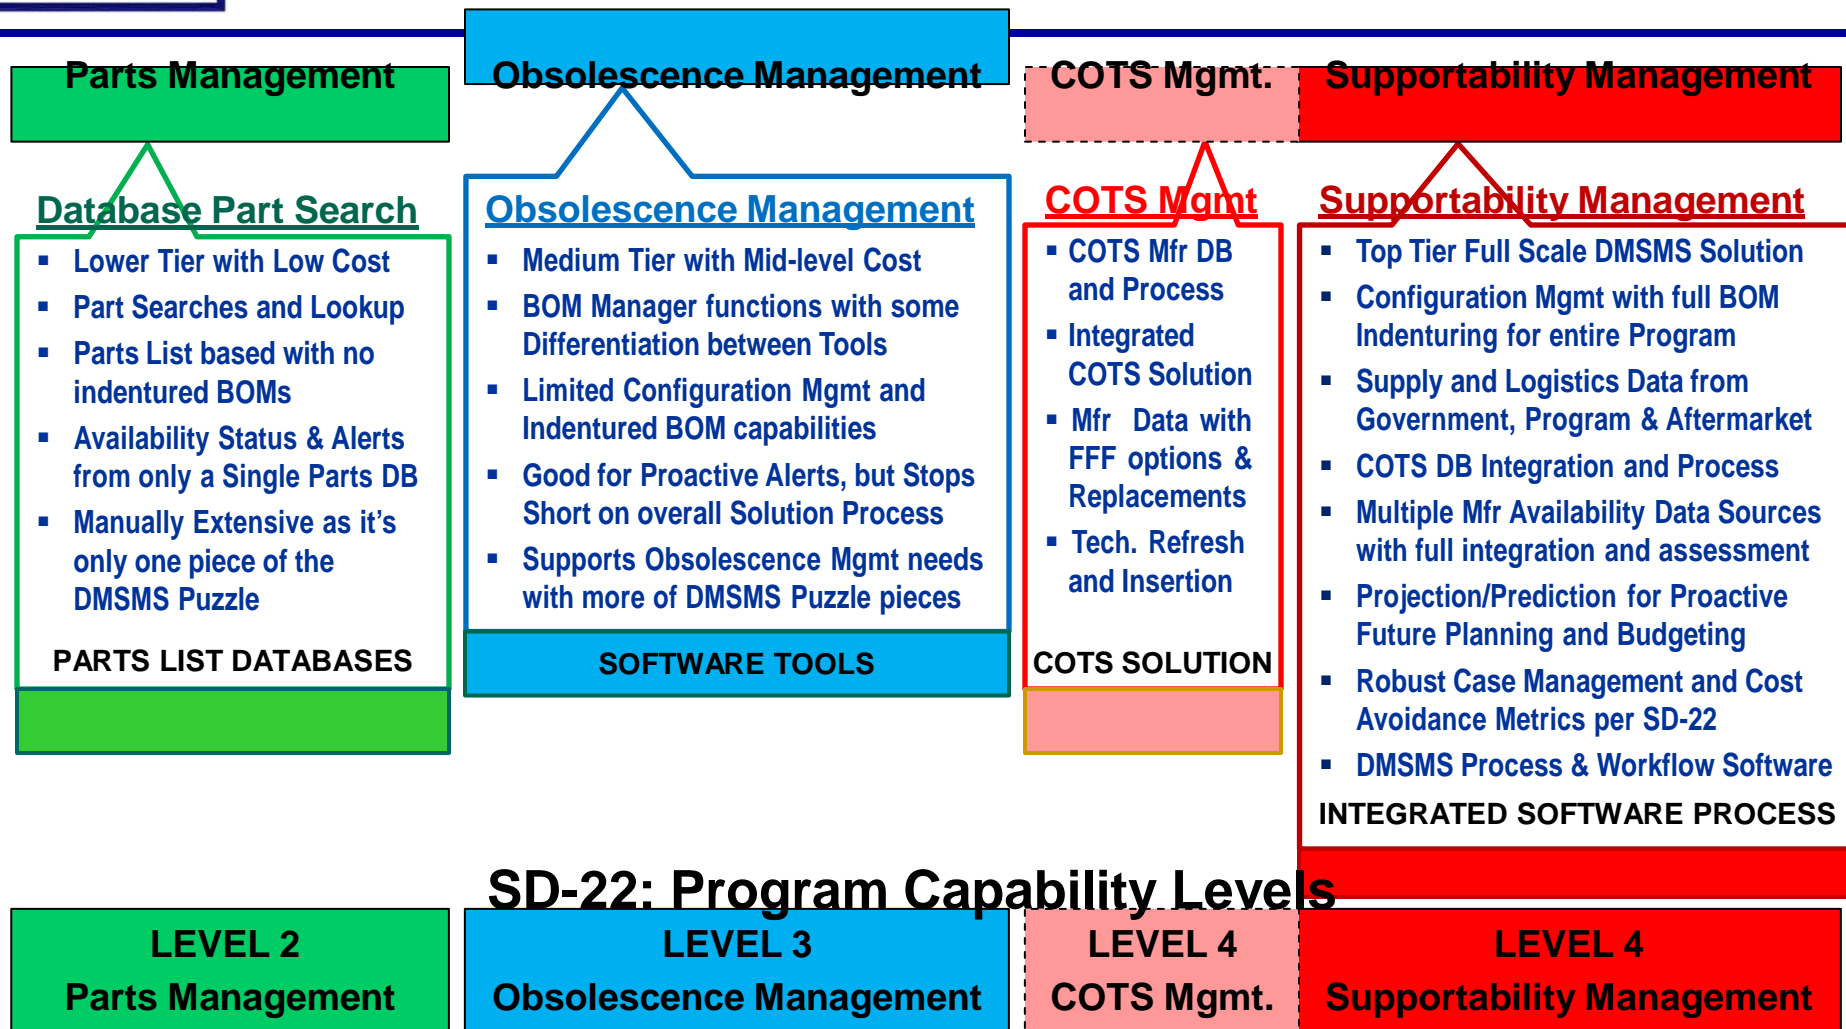 Parts Management
Obsolescence Management
COTS Mgmt.
Supportability Management
Database Part Search
▪ Lower Tier with Low Cost
▪ Part Searches and Lookup
▪ Parts List based with no
indentured BOMs
▪ Availability Status & Alerts
from only a Single Parts DB
▪ Manually Extensive as it’s
only one piece of the
DMSMS Puzzle
PARTS LIST DATABASES
Obsolescence Management
▪ Medium Tier with Mid-level Cost
▪ BOM Manager functions with some
Differentiation between Tools
▪ Limited Configuration Mgmt and
Indentured BOM capabilities
▪ Good for Proactive Alerts, but Stops
Short on overall Solution Process
▪ Supports Obsolescence Mgmt needs
with more of DMSMS Puzzle pieces
SOFTWARE TOOLS
COTS Mgmt
▪ COTS Mfr DB
and Process
▪ Integrated
COTS Solution
▪ Mfr Data with
FFF options &
Replacements
▪ Tech. Refresh
and Insertion
COTS SOLUTION
Supportability Management
▪ Top Tier Full Scale DMSMS Solution
▪ Configuration Mgmt with full BOM
Indenturing for entire Program
▪ Supply and Logistics Data from
Government, Program & Aftermarket
▪ COTS DB Integration and Process
▪ Multiple Mfr Availability Data Sources
with full integration and assessment
▪ Projection/Prediction for Proactive
Future Planning and Budgeting
▪ Robust Case Management and Cost
Avoidance Metrics per SD-22
▪ DMSMS Process & Workflow Software
INTEGRATED SOFTWARE PROCESS
SD-22: Program Capability Levels
LEVEL 2
Parts Management
LEVEL 3
Obsolescence Management
LEVEL 4
COTS Mgmt.
LEVEL 4
Supportability Management